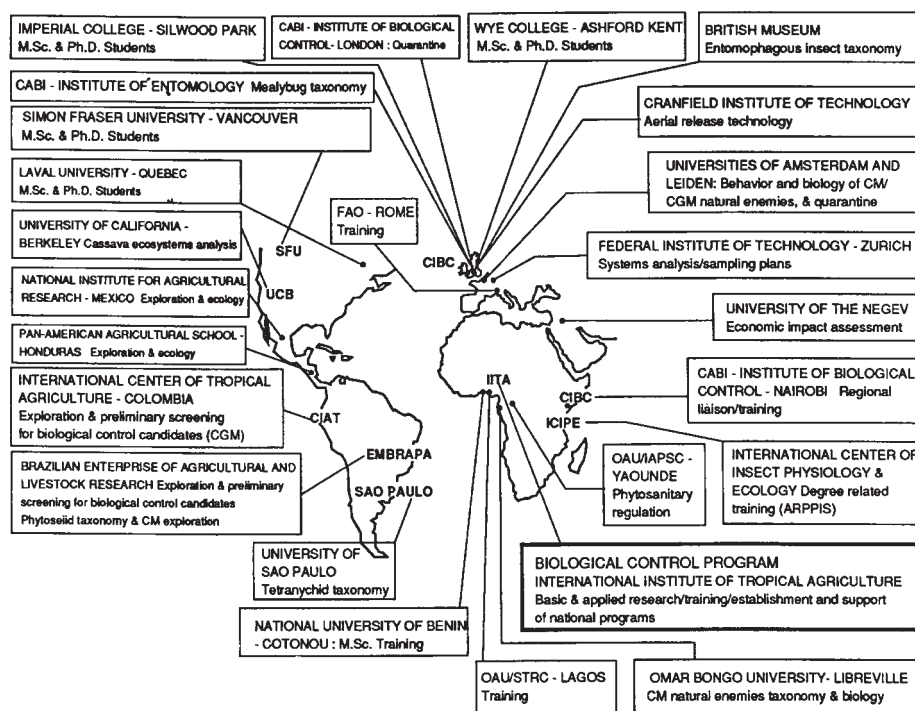 IMPERIAL COLLEGE - SILWOOD PARK
M.Sc. & Ph.D. Students
CABI - INSTITUTE OF BIOLOGICAL
CONTROL- LONDON : Quarantine
WYE COLLEGE - ASHFORD KENT
M.Sc. & Ph.D. Students
BRITISH MUSEUM
Entomophagous insect taxonomy
CABI - INSTITUTE OF ENTOMOLOGY Mealybug taxonomy
CRANFIELD INSTITUTE OF TECHNOLOGY
Aerial release technology
SIMON FRASER UNIVERSITY - VANCOUVER
M.Sc. & Ph.D. Students
UNIVERSITIES OF AMSTERDAM AND
LEIDEN: Behavior and biology of CM/
CGM natural enemies, & quarantine
LAVAL UNIVERSITY - QUEBEC
M.Sc. & Ph.D. Students
FAO - ROME
Training
UNIVERSITY OF CALIFORNIA -
BERKELEY Cassava ecosystems analysis
SFU
CIBC
FEDERAL INSTITUTE OF TECHNOLOGY - ZURICH
Systems analysis/sampling plans
NATIONAL INSTITUTE FOR AGRICULTURAL
RESEARCH - MEXICO Exploration & ecology
UCB
UNIVERSITY OF THE NEGEV
Economic impact assessment
PAN-AMERICAN AGRICULTURAL SCHOOL -
HONDURAS Exploration & ecology
INTERNATIONAL CENTER OF TROPICAL
AGRICULTURE - COLOMBIA
Exploration & preliminary screening
for biological control candidates (CGM)
CIAT
IITA
CIBC
ICIPE
CABI - INSTITUTE OF BIOLOGICAL
CONTROL - NAIROBI Regional
liaison/training
BRAZILIAN ENTERPRISE OF AGRICULTURAL AND
LIVESTOCK RESEARCH Exploration & preliminary
screening for biological control candidates
Phytoseiid taxonomy & CM exploration
EMBRAPA
SAO PAULO
OAU/IAPSC -
YAOUNDE
Phytosanitary
regulation
INTERNATIONAL CENTER OF
INSECT PHYSIOLOGY &
ECOLOGY Degree related
training (ARPPIS)
UNIVERSITY OF
SAO PAULO
Tetranychid taxonomy
BIOLOGICAL CONTROL PROGRAM
INTERNATIONAL INSTITUTE OF TROPICAL AGRICULTURE
Basic & applied research/training/establishment and support
of national programs
NATIONAL UNIVERSITY OF BENIN
- COTONOU : M.Sc. Training
OAU/STRC - LAGOS
Training
OMAR BONGO UNIVERSITY- LIBREVILLE
CM natural enemies taxonomy & biology